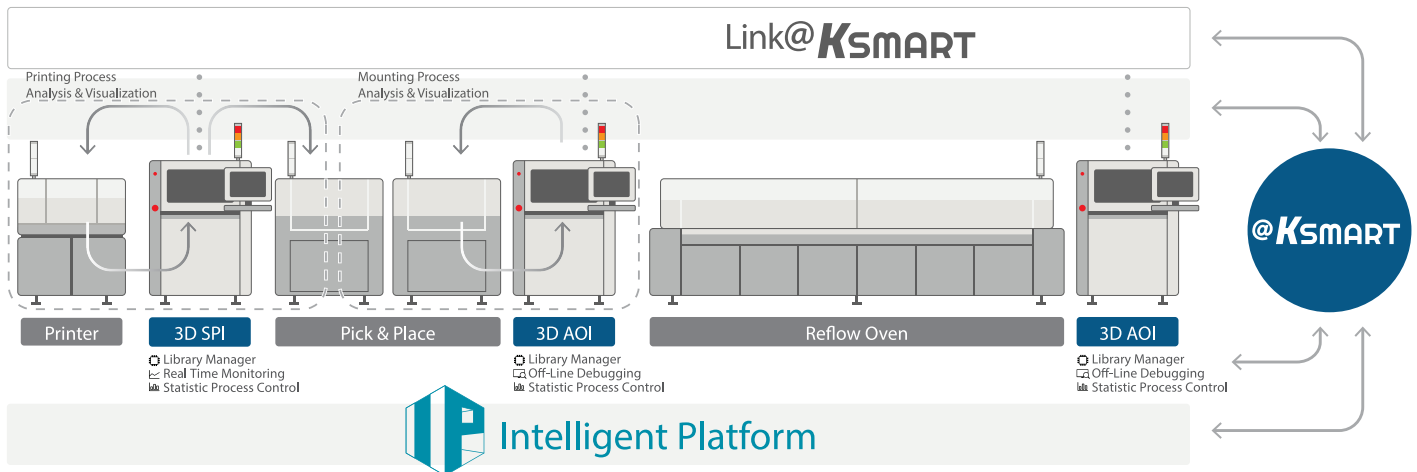 Link@KSMART
Printing Process
Analysis & Visualization
Mounting Process
Analysis & Visualization
@KSMART
Printer
3D SPI
Pick & Place
3D AOI
Reflow Oven
3D AOI
Library Manager
Real Time Monitoring
Statistic Process Control
Library Manager
Off-Line Debugging
Statistic Process Control
Library Manager
Off-Line Debugging
Statistic Process Control
IP Intelligent Platform